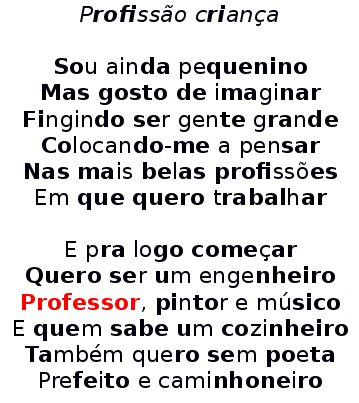 Profissão criança
Sou ainda pequenino
Mas gosto de imaginar
Fingindo ser gente grande
Colocando-me a pensar
Nas mais belas profissões
Em que quero trabalhar
E pra logo começar
Quero ser um engenheiro
Professor, pintor e músico
E quem sabe um cozinheiro
Também quero sem poeta
Prefeito e caminhoneiro